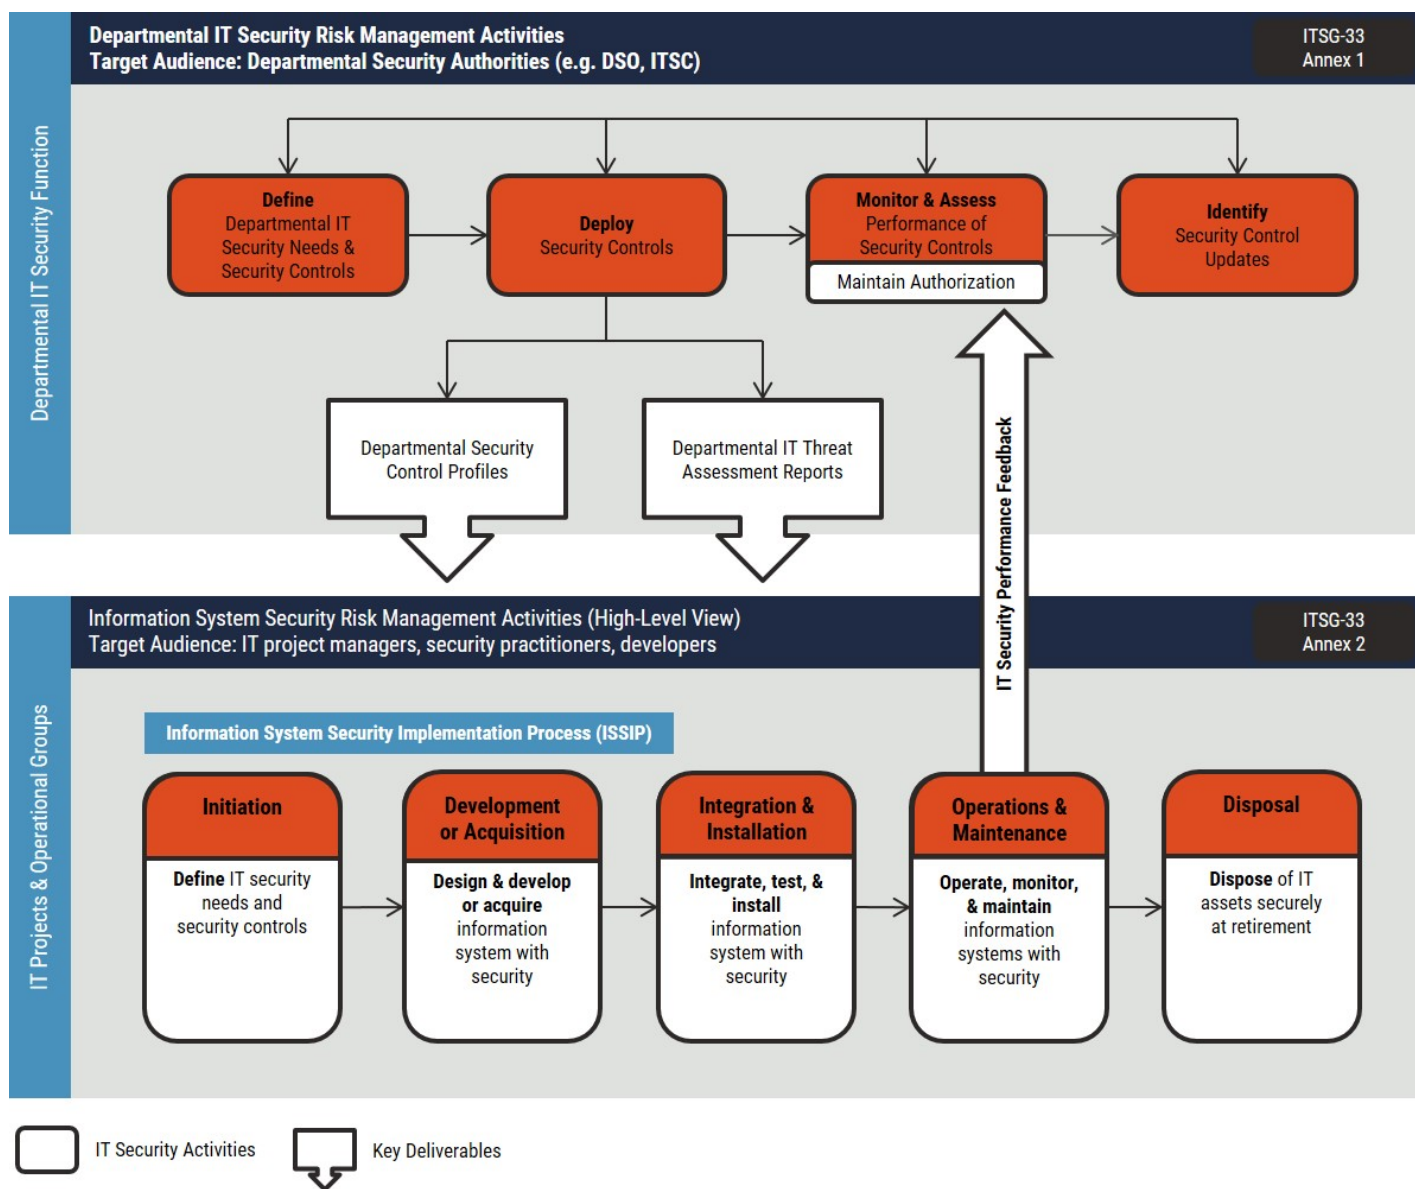 Departmental IT Security Risk Management Activities
Target Audience: Departmental Security Authorities (e.g. DSO, ITSC)
ITSG-33
Annex 1
Departmental IT Security Function
Define
Departmental IT
Security Needs &
Security Controls
Deploy
Security Controls
Monitor & Assess
Performance of
Security Controls
Maintain Authorization
Identify
Security Control
Updates
Departmental Security
Control Profiles
Departmental IT Threat
Assessment Reports
IT Security Performance Feedback
Information System Security Risk Management Activities (High-Level View)
Target Audience: IT project managers, security practitioners, developers
ITSG-33
Annex 2
IT Projects & Operational Groups
Information System Security Implementation Process (ISSIP)
Initiation
Define IT security
needs and
security controls
Development
or Acquisition
Design & develop
or acquire
information
system with
security
Integration &
Installation
Integrate, test, &
install
information
system with
security
Operations &
Maintenance
Operate, monitor,
& maintain
information
systems with
security
Disposal
Dispose of IT
assets securely
at retirement
IT Security Activities
Key Deliverables